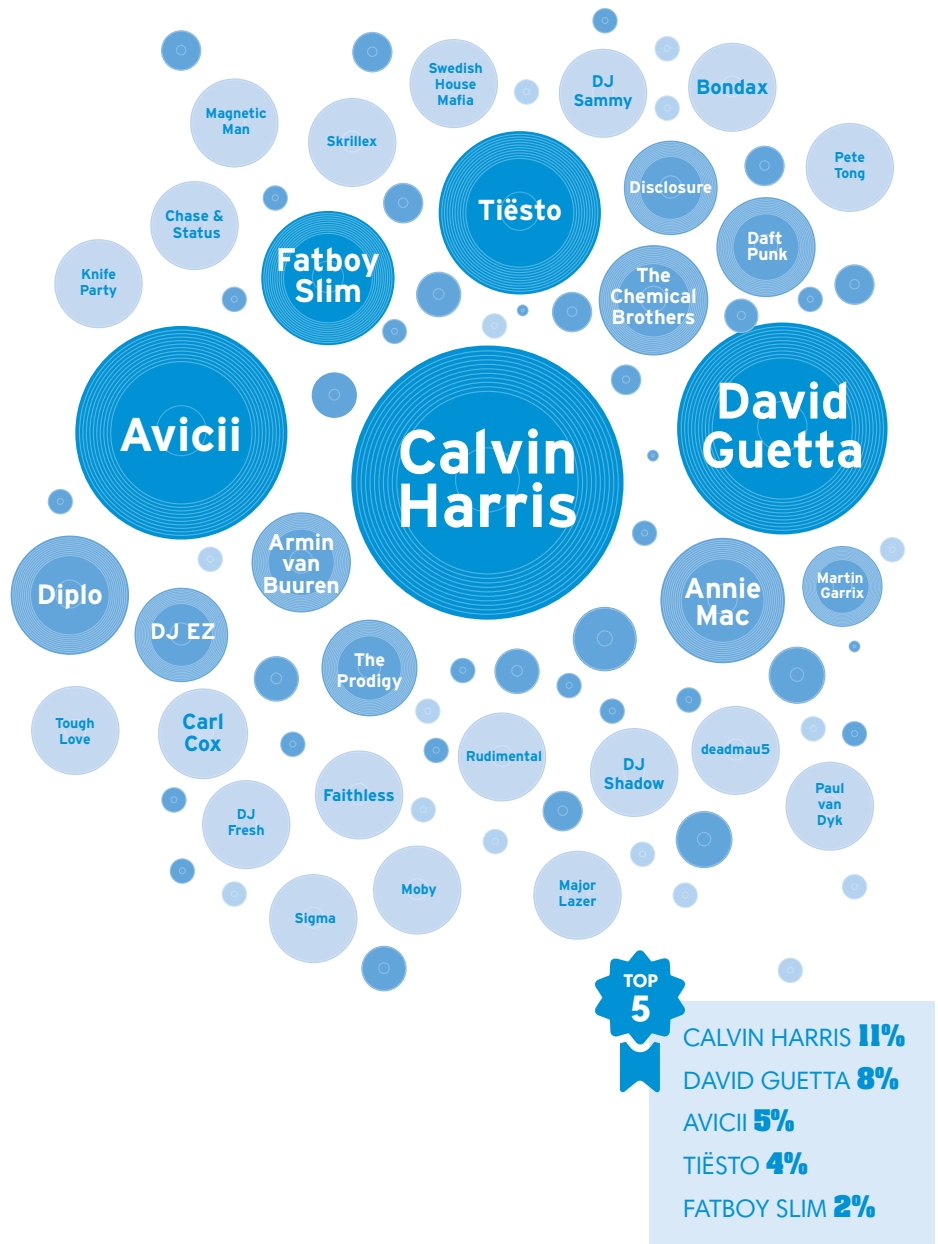 Swedish
House
Mafia
DJ
Sammy
Bondax
Magnetic
Man
Skrillex
Pete
Tong
Tiësto
Disclosure
Chase &
Status
Fatboy
Slim
Daft
Punk
Knife
Party
The
Chemical
Brothers
Avicii
Calvin
Harris
David
Guetta
Armin
van
Buuren
Diplo
DJ EZ
Annie
Mac
Martin
Garrix
The
Prodigy
Tough
Love
Carl
Cox
Rudimental
DJ
Shadow
deadmau5
Paul
van
Dyk
DJ
Fresh
Faithless
Moby
Major
Lazer
Sigma
TOP
5
CALVIN HARRIS 11%
DAVID GUETTA 8%
AVICII 5%
TIËSTO 4%
FATBOY SLIM 2%